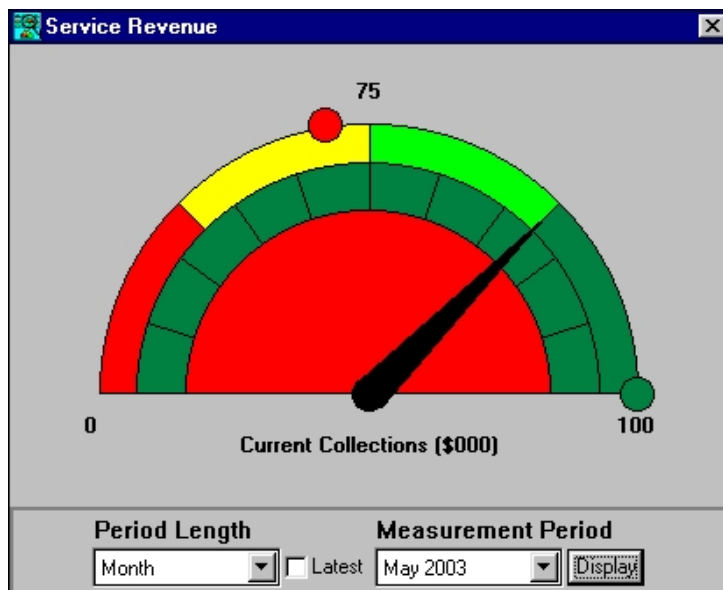 Service Revenue
75
0
100
Current Collections ($000)
Period Length
Measurement Period
Month
Latest
May 2003
Display